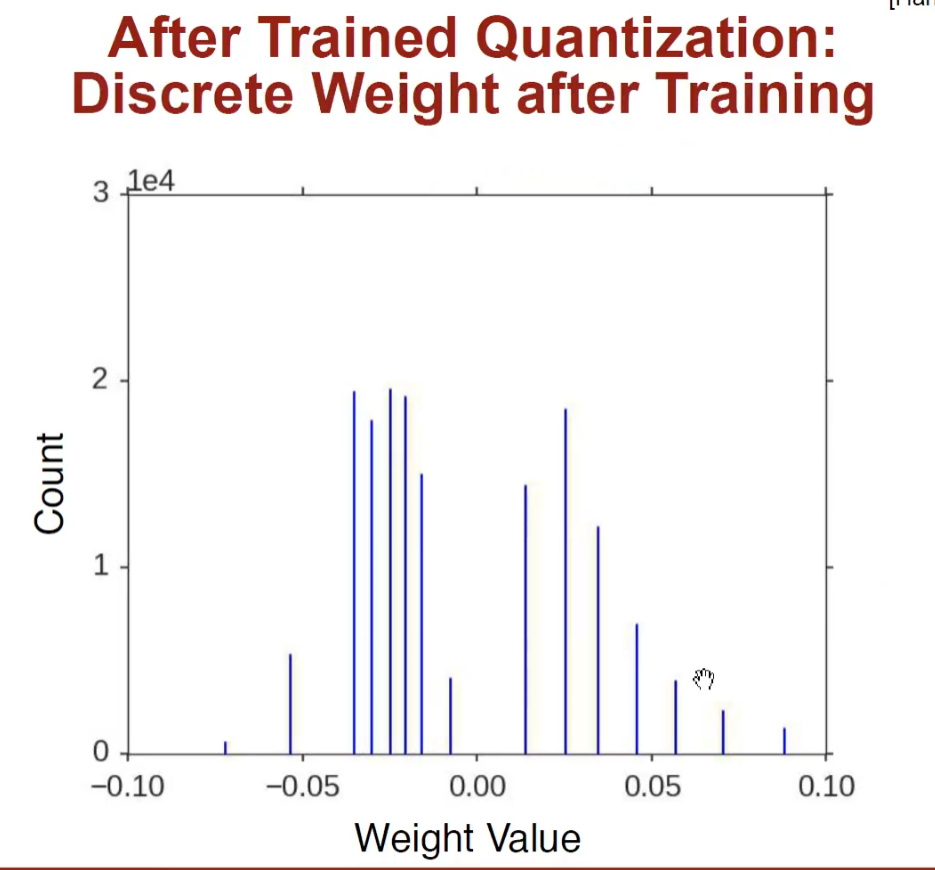 After Trained Quantization:
Discrete Weight after Training
1e4
3
2
1
0
Count
−0.10
−0.05
0.00
0.05
0.10
Weight Value